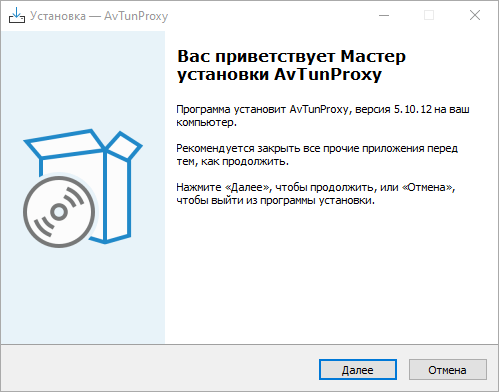 Установка — AvTunProxy
Вас приветствует Мастер
установки AvTunProxy
Программа установит AvTunProxy, версия 5.10.12 на ваш
компьютер.
Рекомендуется закрыть все прочие приложения перед
тем, как продолжить.
Нажмите «Далее», чтобы продолжить, или «Отмена»,
чтобы выйти из программы установки.
Далее
Отмена